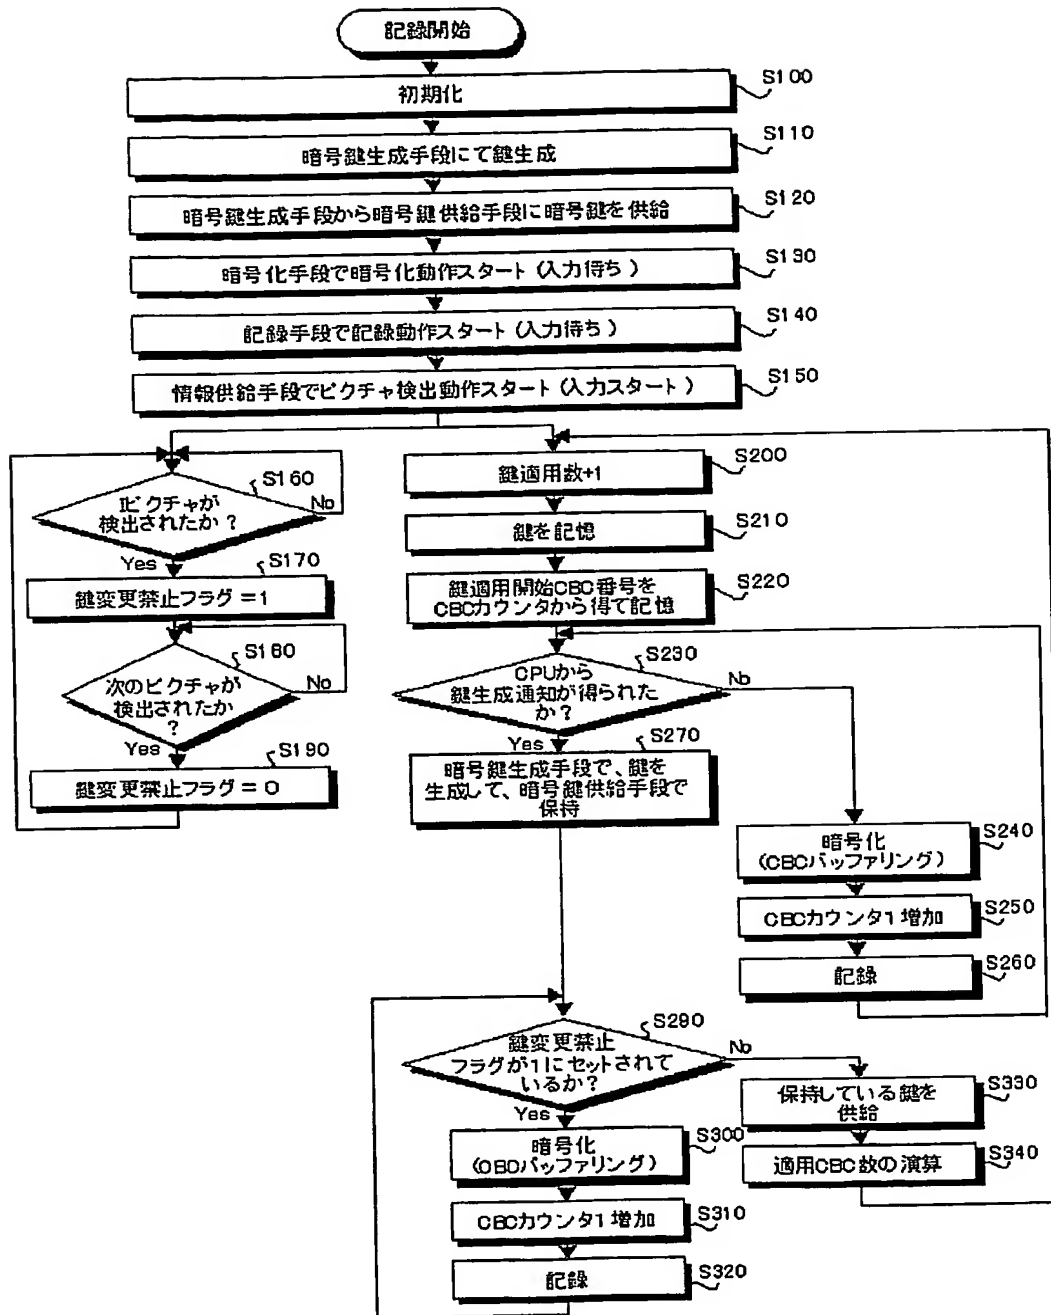 記録開始
S100
初期化
S110
暗号鍵生成手段にて鍵生成
S120
暗号鍵生成手段から暗号鍵供給手段に暗号鍵を供給
S130
暗号化手段で暗号化動作スタート(入力待ち)
S140
記録手段で記録動作スタート(入力待ち)
S150
情報供給手段でピクチャ検出動作スタート(入力スタート)
S160
Iピクチャが
検出されたか?
No
Yes
S170
鍵変更禁止フラグ=1
S180
次のピクチャが
検出されたか
?
No
Yes
S190
鍵変更禁止フラグ=0
S200
鍵適用数+1
S210
鍵を記憶
S220
鍵適用開始CBC番号を
CBCカウンタから得て記憶
S230
CPUから
鍵生成通知が得られた
か?
No
Yes
S270
暗号鍵生成手段で、鍵を
生成して、暗号鍵供給手段で
保持
S240
暗号化
(CBCバッファリング)
S250
CBCカウンタ1増加
S260
記録
S290
鍵変更禁止
フラグが1にセットされて
いるか?
No
Yes
S300
暗号化
(CBCバッファリング)
S310
CBCカウンタ1増加
S320
記録
S330
保持している鍵を
供給
S340
適用CBC数の演算